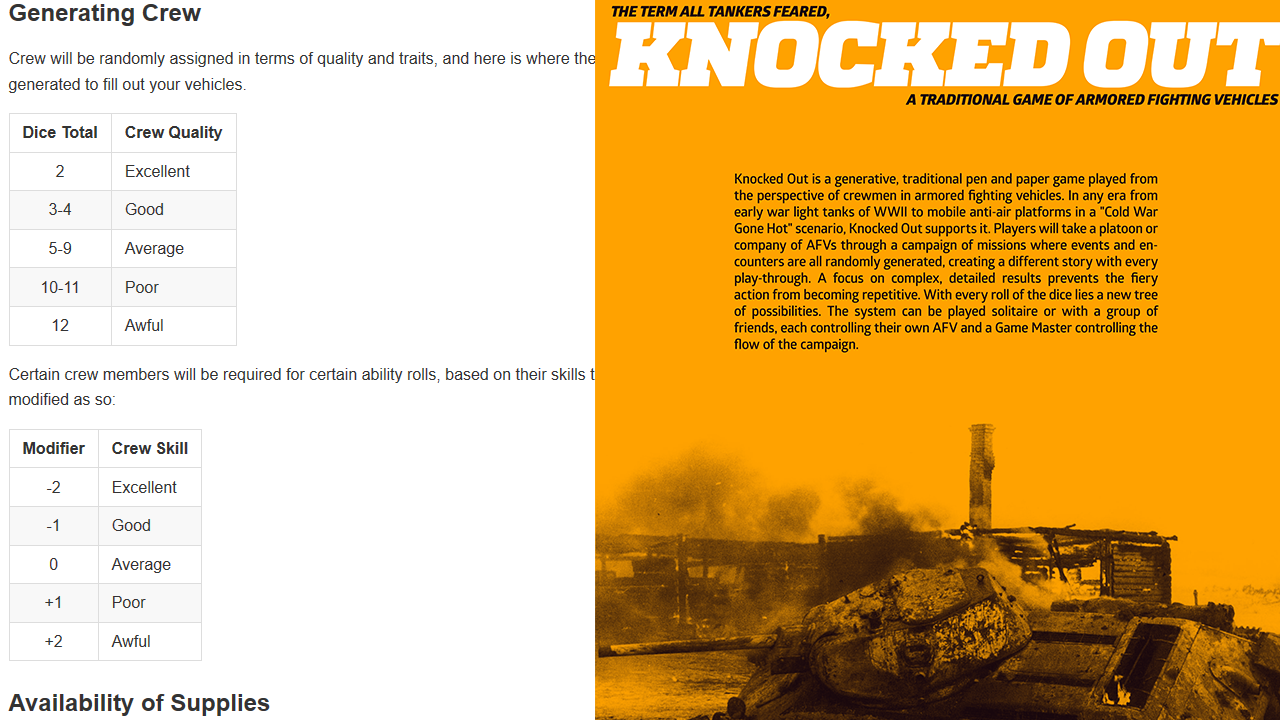 Generating Crew
Crew will be randomly assigned in terms of quality and traits, and here is where the
generated to fill out your vehicles.
Dice Total Crew Quality
2 Excellent
3-4 Good
5-9 Average
10-11 Poor
12 Awful
Certain crew members will be required for certain ability rolls, based on their skills t
modified as so:
Modifier Crew Skill
-2 Excellent
-1 Good
0 Average
+1 Poor
+2 Awful
Availability of Supplies
THE TERM ALL TANKERS FEARED,
KNOCKED OUT
A TRADITIONAL GAME OF ARMORED FIGHTING VEHICLES
Knocked Out is a generative, traditional pen and paper game played from
the perspective of crewmen in armored fighting vehicles. In any era from
early war light tanks of WWII to mobile anti-air platforms in a "Cold War
Gone Hot" scenario, Knocked Out supports it. Players will take a platoon or
company of AFVs through a campaign of missions where events and en-
counters are all randomly generated, creating a different story with every
play-through. A focus on complex, detailed results prevents the fiery
action from becoming repetitive. With every roll of the dice lies a new tree
of possibilities. The system can be played solitaire or with a group of
friends, each controlling their own AFV and a Game Master controlling the
flow of the campaign.